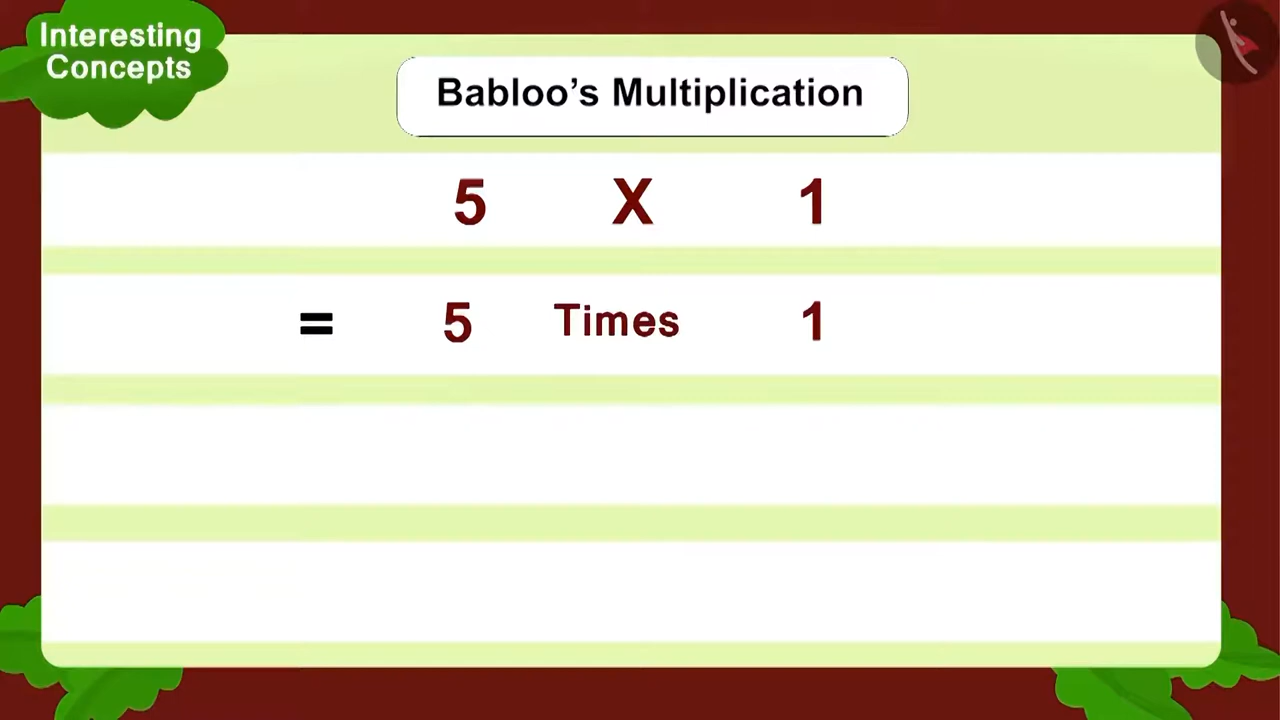 Interesting
Concepts
Babloo's Multiplication
5 X 1
= 5 Times 1